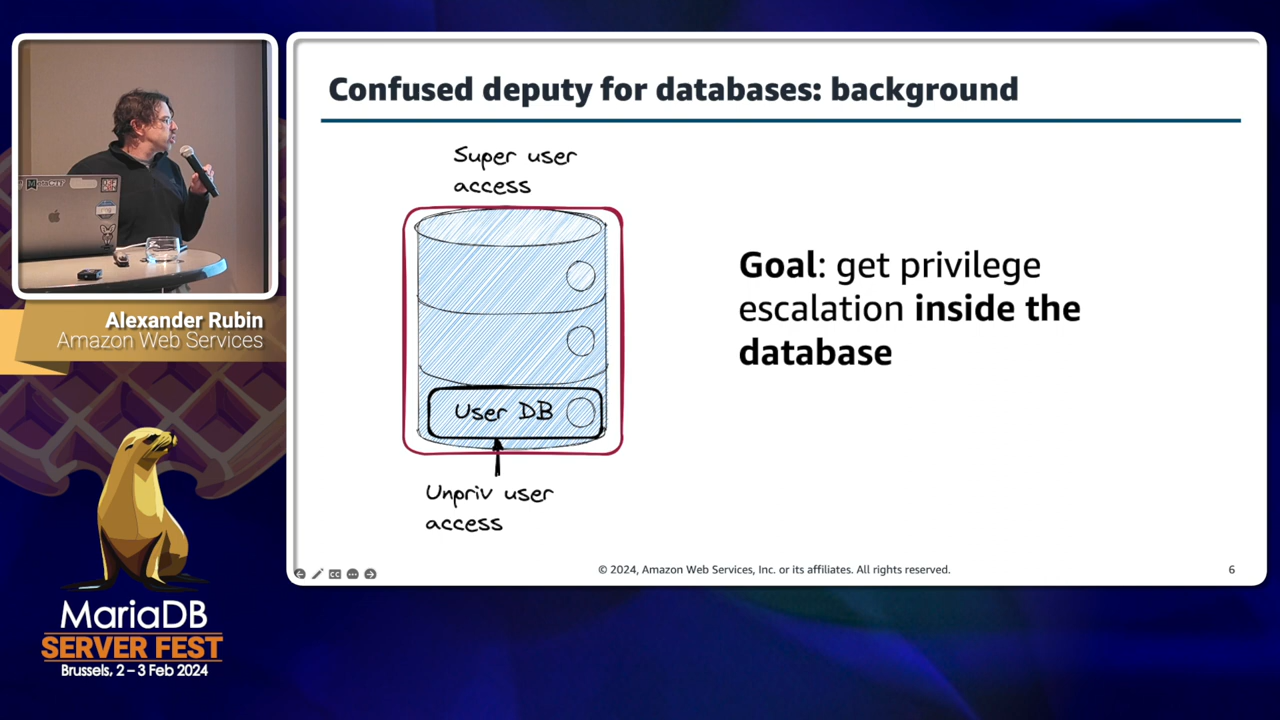 Confused deputy for databases: background
Super user
access
User DB
Unpriv user
access
Goal: get privilege
escalation inside the
database
© 2024, Amazon Web Services, Inc. or its affiliates. All rights reserved.
6
Alexander Rubin
Amazon Web Services
MariaDB
SERVER FEST
Brussels, 2 – 3 Feb 2024